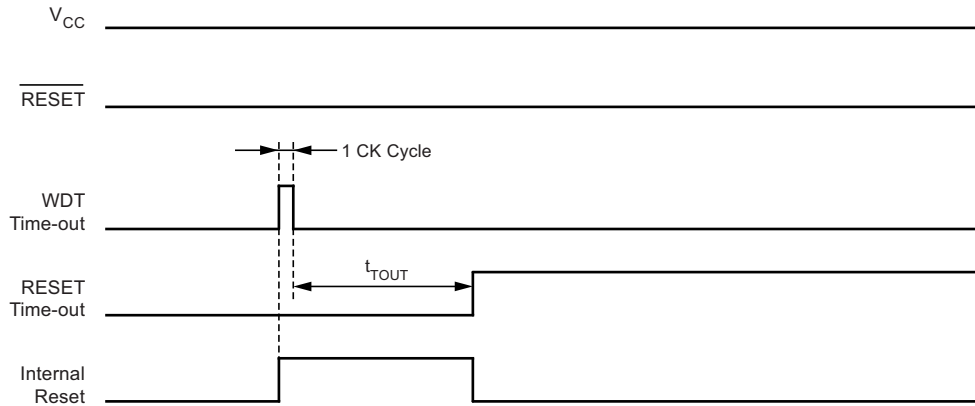 VCC
RESET
1 CK Cycle
WDT
Time-out
tTOUT
RESET
Time-out
Internal
Reset